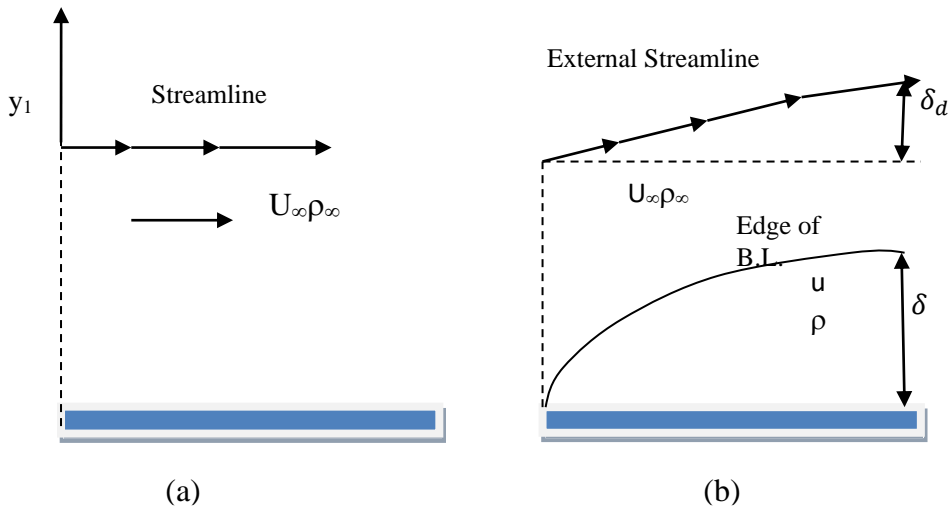 y₁
Streamline
U∞ρ∞
(a)
External Streamline
δd
U∞ρ∞
Edge of
B.L.
u
ρ
δ
(b)